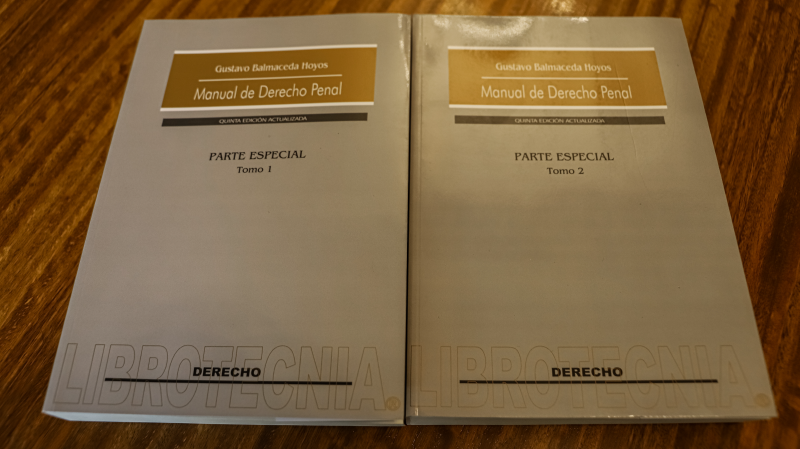 Gustavo Balmaceda Hoyos
Manual de Derecho Penal
QUINTA EDICIÓN ACTUALIZADA
PARTE ESPECIAL
Tomo 1
LIBROTECNIA
DERECHO
Gustavo Balmaceda Hoyos
Manual de Derecho Penal
QUINTA EDICIÓN ACTUALIZADA
PARTE ESPECIAL
Tomo 2
LIBROTECNIA
DERECHO